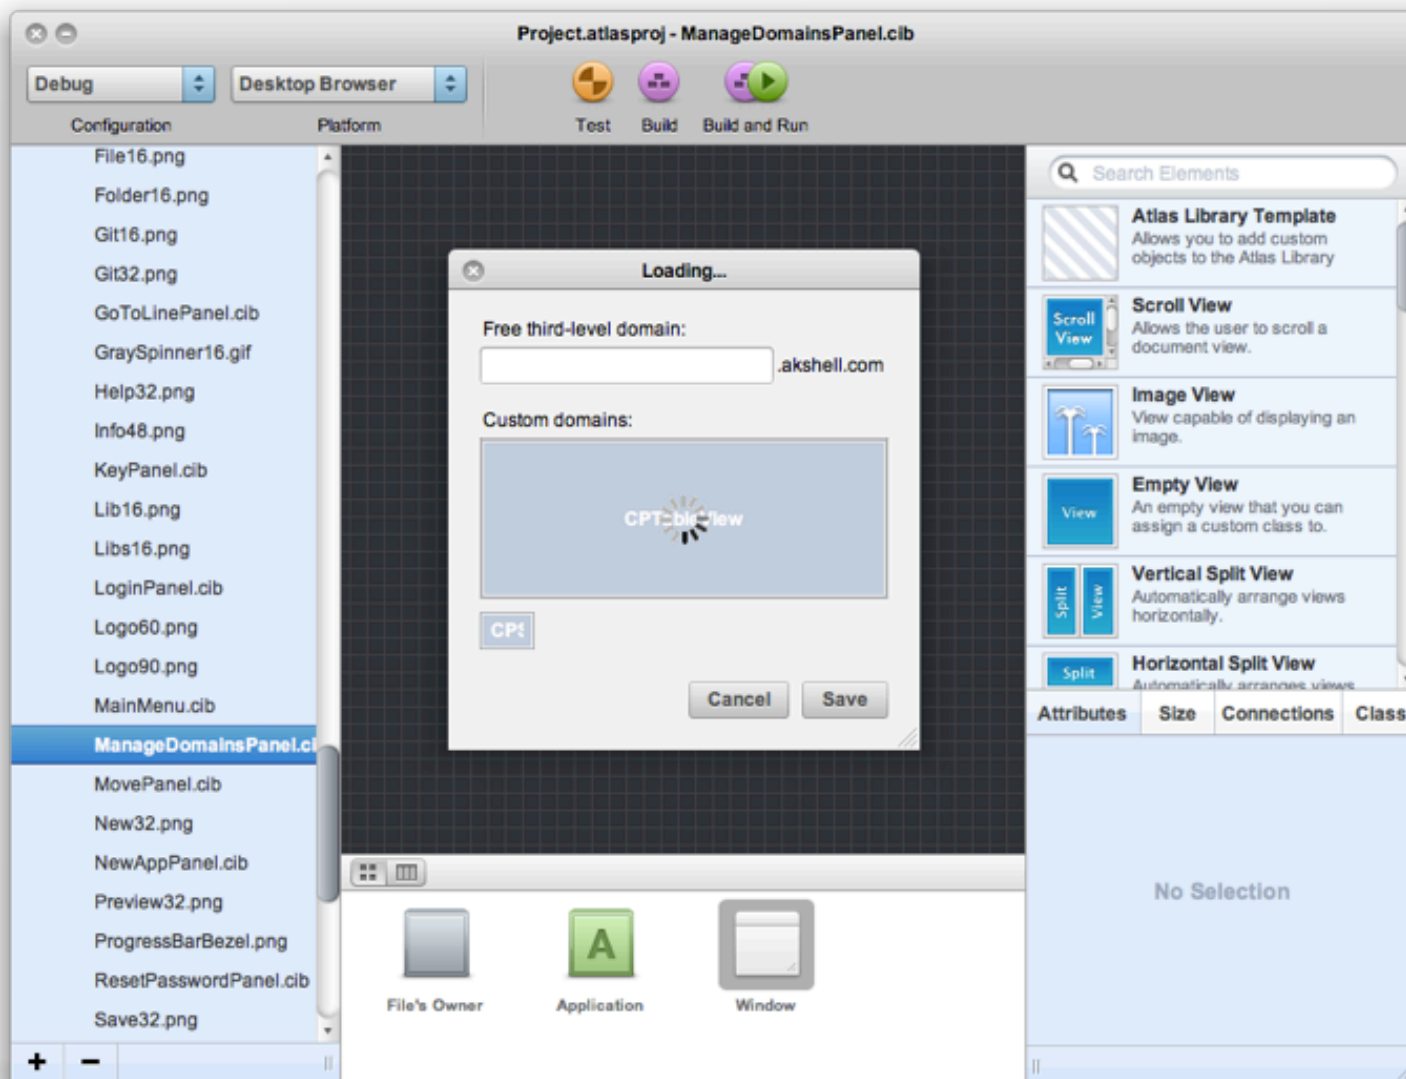 Project.atlasproj - ManageDomainsPanel.cib
Debug
Desktop Browser
Configuration
Platform
Test
Build
Build and Run
File16.png
Folder16.png
Git16.png
Git32.png
GoToLinePanel.cib
GraySpinner16.gif
Help32.png
Info48.png
KeyPanel.cib
Lib16.png
Libs16.png
LoginPanel.cib
Logo60.png
Logo90.png
MainMenu.cib
ManageDomainsPanel.ci
MovePanel.cib
New32.png
NewAppPanel.cib
Preview32.png
ProgressBarBezel.png
ResetPasswordPanel.cib
Save32.png
Loading...
Free third-level domain:
.akshell.com
Custom domains:
CPTableView
CPS
Cancel
Save
A
File's Owner
Application
Window
Search Elements
Atlas Library Template
Allows you to add custom
objects to the Atlas Library
Scroll
View
Scroll View
Allows the user to scroll a
document view.
Image View
View capable of displaying an
image.
View
Empty View
An empty view that you can
assign a custom class to.
Split
View
Vertical Split View
Automatically arrange views
horizontally.
Split
Horizontal Split View
Automatically arranges views
Attributes
Size
Connections
Class
No Selection